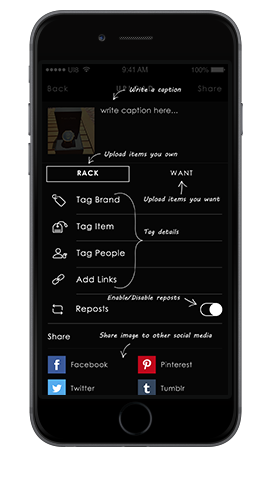 UIB 9:41 AM 100%
Write a caption
Back Share
write caption here...
Upload items you own
RACK WANT
Upload items you want
Tag Brand
Tag Item
Tag details
Tag People
Add Links
Enable/Disable reposts
Reposts
Share image to other social media
Share
Facebook Pinterest
Twitter Tumblr